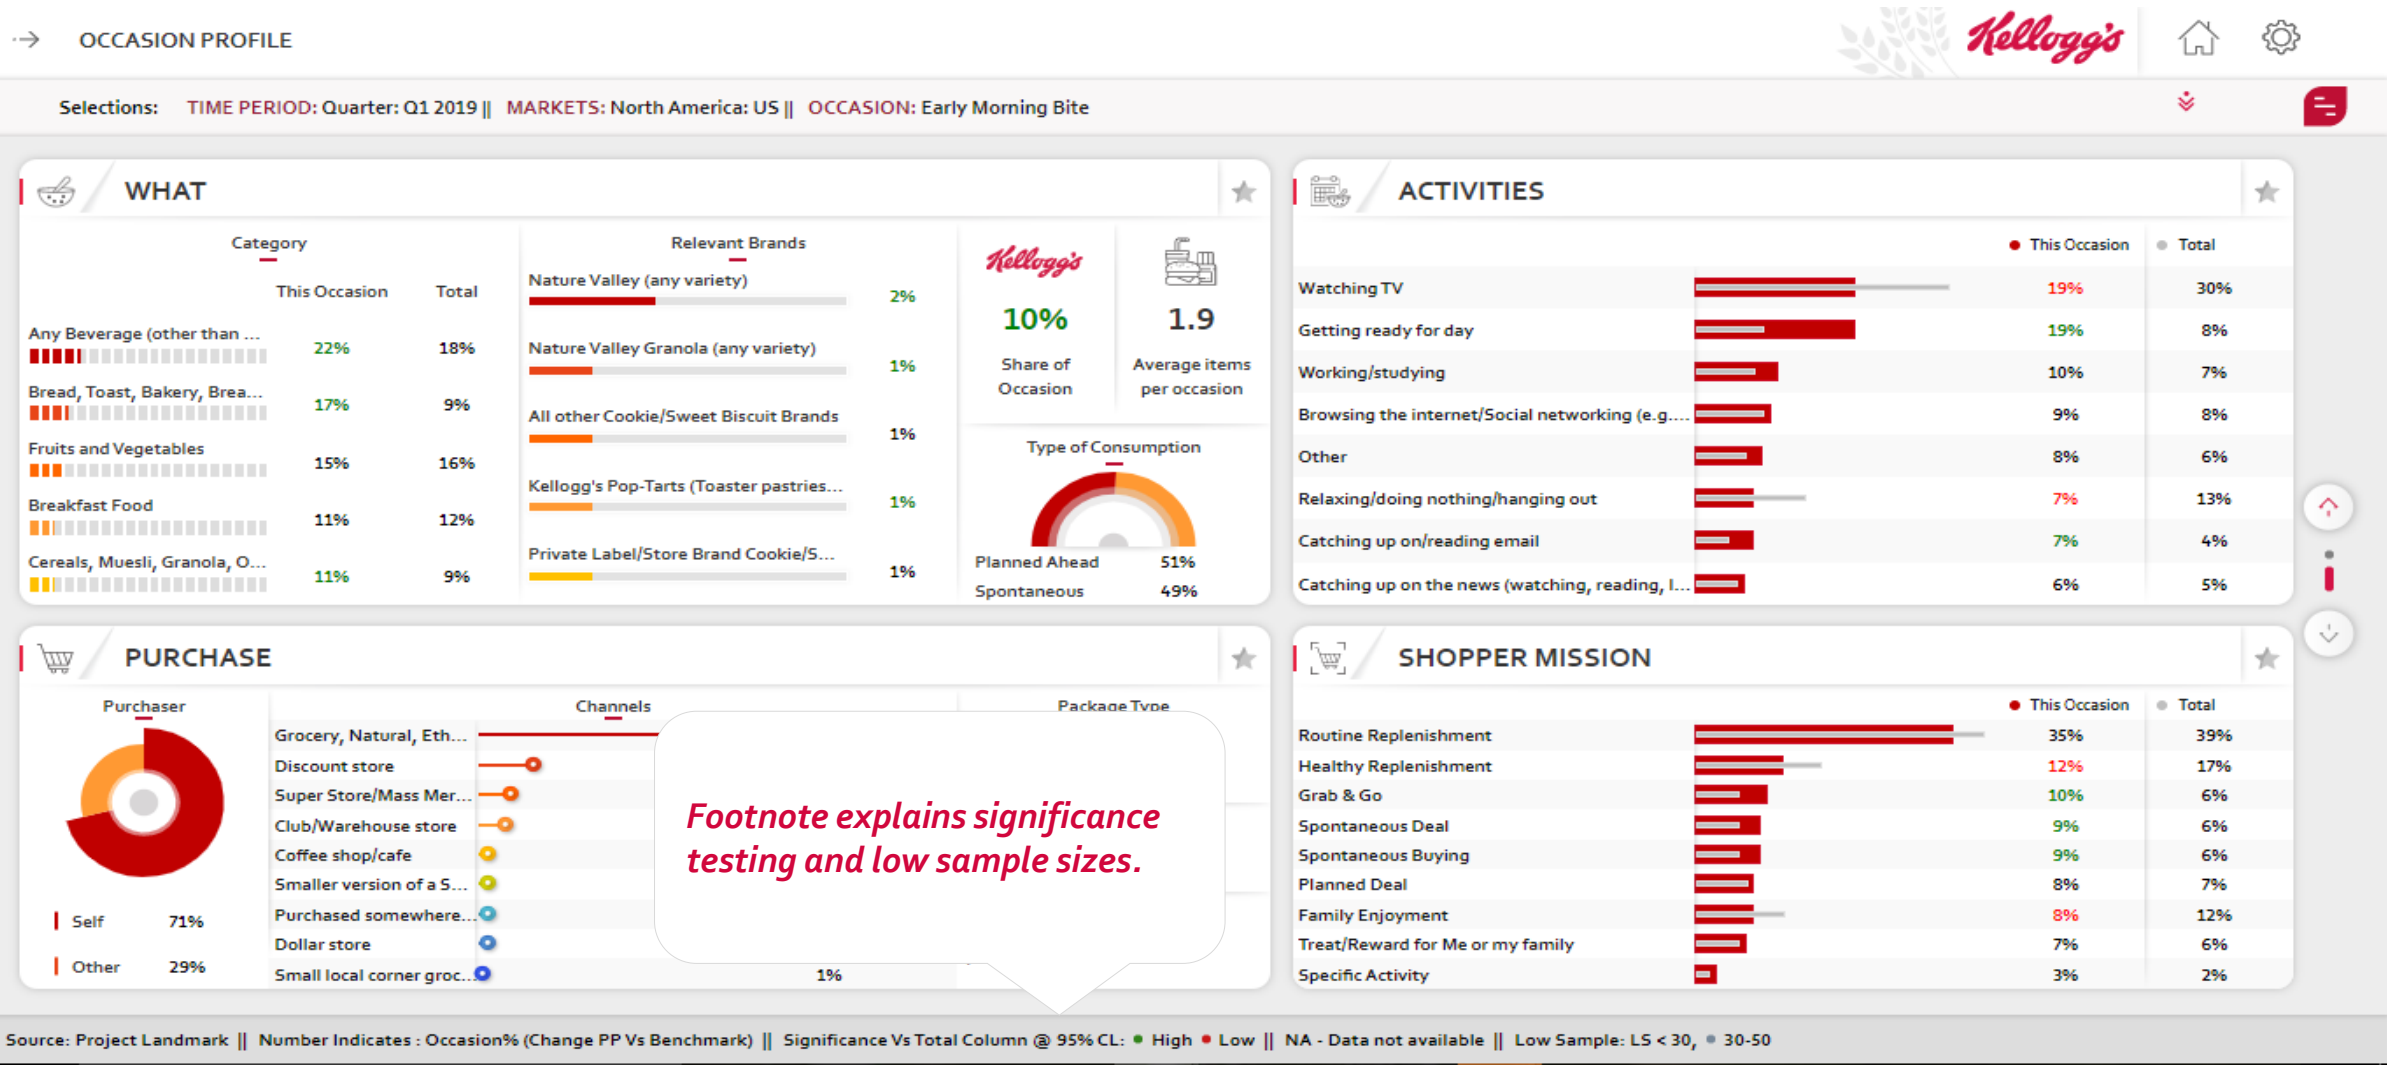 OCCASION PROFILE
Kellogg's
Selections: TIME PERIOD: Quarter: Q1 2019 || MARKETS: North America: US || OCCASION: Early Morning Bite
WHAT
Category
This Occasion Total
Any Beverage (other than ... 22% 18%
Bread, Toast, Bakery, Brea... 17% 9%
Fruits and Vegetables 15% 16%
Breakfast Food 11% 12%
Cereals, Muesli, Granola, O... 11% 9%
Relevant Brands
Nature Valley (any variety) 2%
Nature Valley Granola (any variety) 1%
All other Cookie/Sweet Biscuit Brands 1%
Kellogg's Pop-Tarts (Toaster pastries... 1%
Private Label/Store Brand Cookie/S... 1%
Kellogg's
10%
Share of
Occasion
1.9
Average items
per occasion
Type of Consumption
Planned Ahead 51%
Spontaneous 49%
ACTIVITIES
This Occasion Total
Watching TV 19% 30%
Getting ready for day 19% 8%
Working/studying 10% 7%
Browsing the internet/Social networking (e.g.... 9% 8%
Other 8% 6%
Relaxing/doing nothing/hanging out 7% 13%
Catching up on/reading email 7% 4%
Catching up on the news (watching, reading, l... 6% 5%
PURCHASE
Purchaser
Self 71%
Other 29%
Channels
Grocery, Natural, Eth...
Discount store
Super Store/Mass Mer...
Club/Warehouse store
Coffee shop/cafe
Smaller version of a S...
Purchased somewhere...
Dollar store
Small local corner groc... 1%
Package Type
Footnote explains significance
testing and low sample sizes.
SHOPPER MISSION
This Occasion Total
Routine Replenishment 35% 39%
Healthy Replenishment 12% 17%
Grab & Go 10% 6%
Spontaneous Deal 9% 6%
Spontaneous Buying 9% 6%
Planned Deal 8% 7%
Family Enjoyment 8% 12%
Treat/Reward for Me or my family 7% 6%
Specific Activity 3% 2%
Source: Project Landmark || Number Indicates : Occasion% (Change PP Vs Benchmark) || Significance Vs Total Column @ 95% CL: High Low || NA - Data not available || Low Sample: LS < 30, 30-50